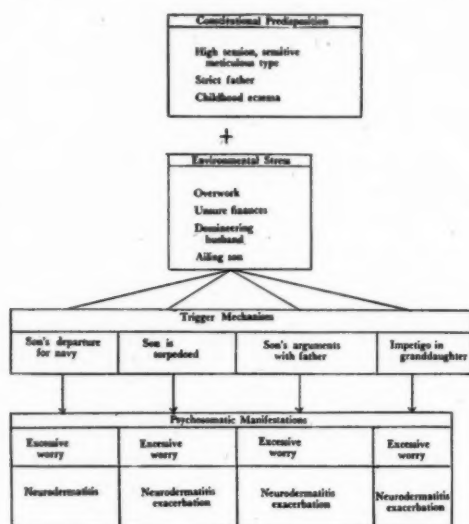 Constitutional Predisposition
High tension, sensitive
meticulous type
Strict father
Childhood eczema
+
Environmental Stress
Overwork
Unsure finances
Domineering
husband
Ailing son
Trigger Mechanism
Son's departure
for navy
Son is
torpedoed
Son's arguments
with father
Impetigo in
granddaughter
Psychosomatic Manifestations
Excessive
worry
Excessive
worry
Excessive
worry
Excessive
worry
Neurodermatitis
Neurodermatitis
exacerbation
Neurodermatitis
exacerbation
Neurodermatitis
exacerbation